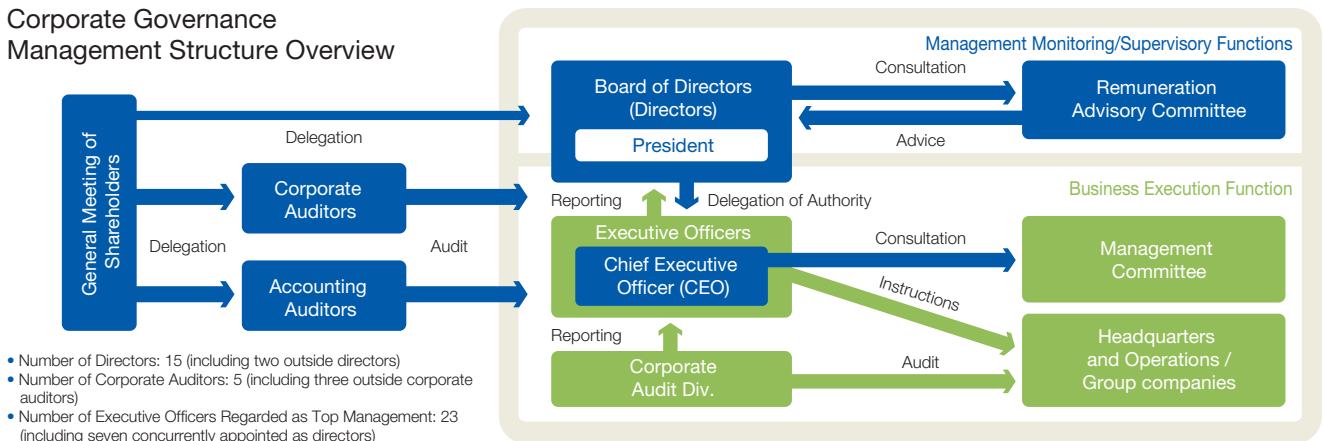 Corporate Governance
Management Structure Overview
Management Monitoring/Supervisory Functions
General Meeting of
Shareholders
Delegation
Board of Directors
(Directors)
President
Consultation
Advice
Remuneration
Advisory Committee
Business Execution Function
Delegation
Corporate
Auditors
Accounting
Auditors
Audit
Reporting
Delegation of Authority
Executive Officers
Chief Executive
Officer (CEO)
Consultation
Management
Committee
Instructions
Headquarters
and Operations /
Group companies
Reporting
Corporate
Audit Div.
Audit
• Number of Directors: 15 (including two outside directors)
• Number of Corporate Auditors: 5 (including three outside corporate
auditors)
• Number of Executive Officers Regarded as Top Management: 23
(including seven concurrently appointed as directors)